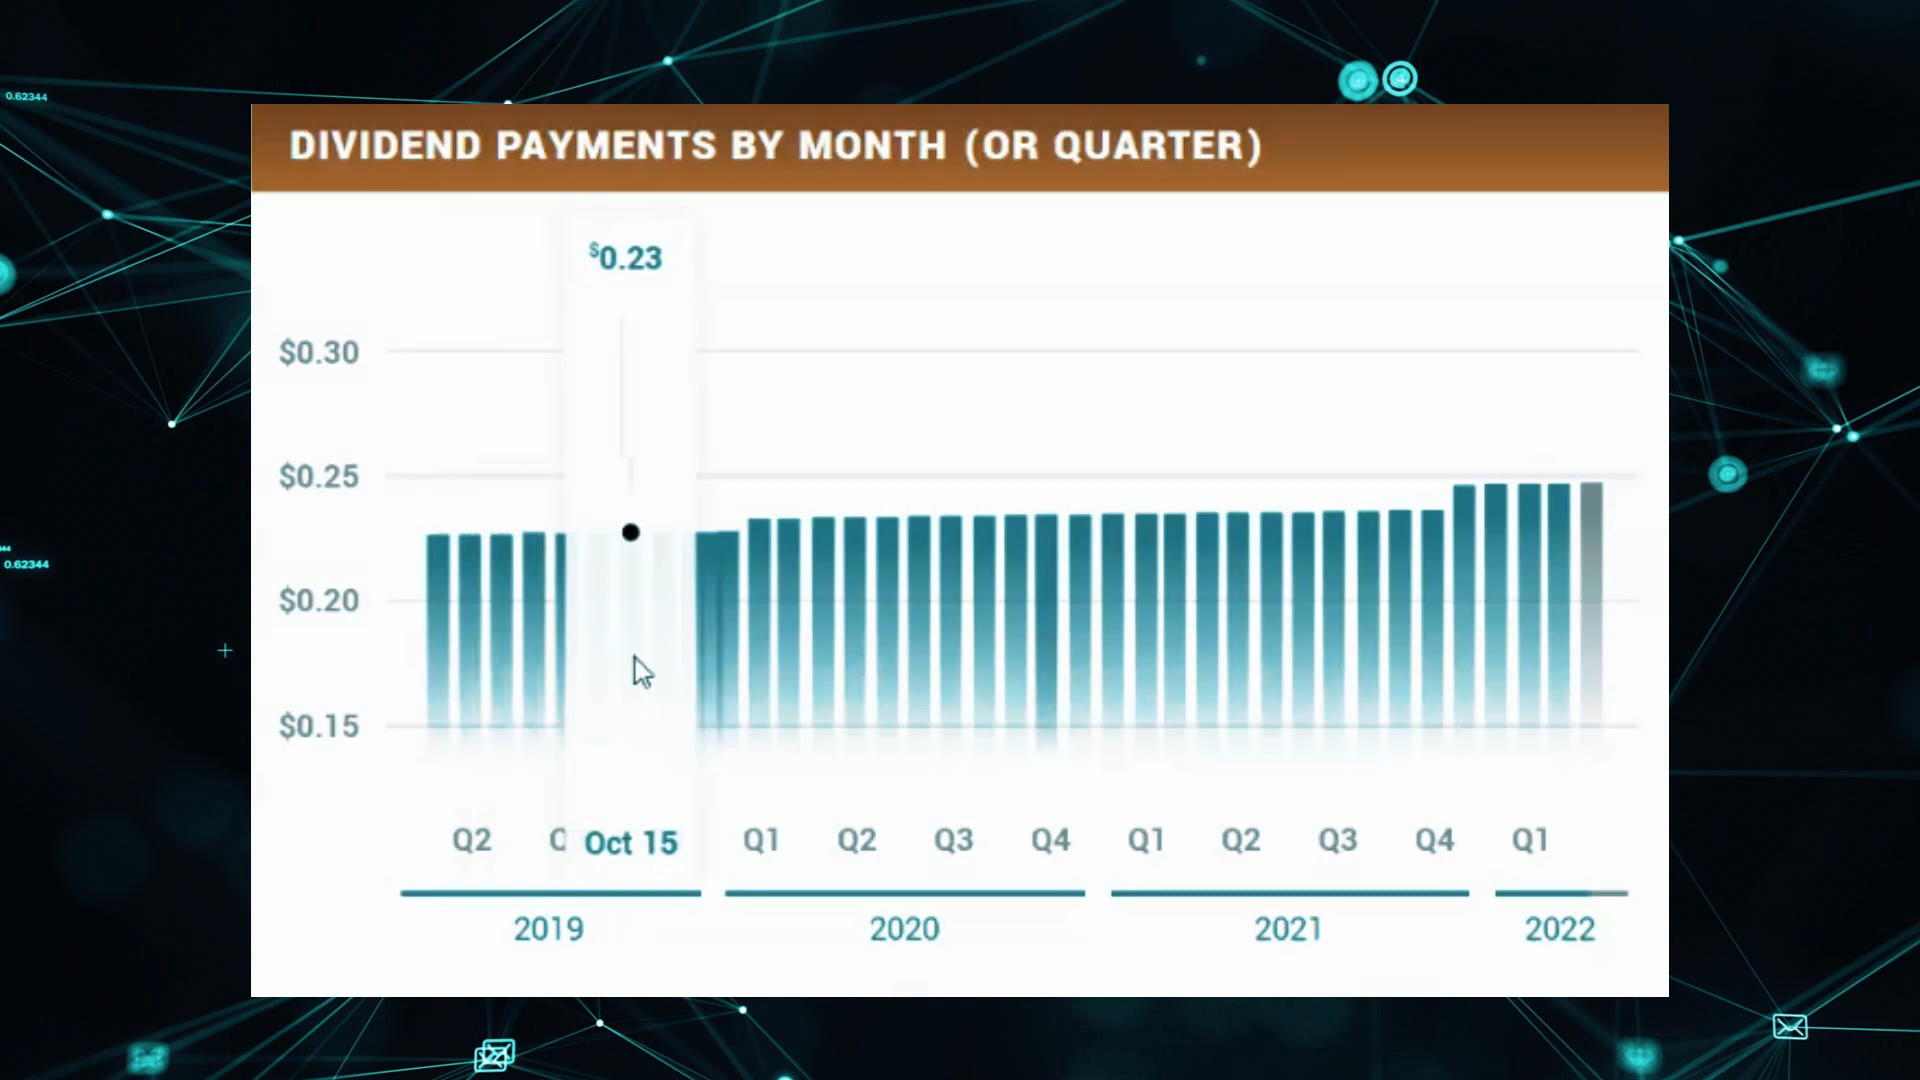 0.62344
DIVIDEND PAYMENTS BY MONTH (OR QUARTER)
$0.23
$0.30
$0.25
$0.20
$0.15
44
0.62344
Q2 Oct 15 Q1 Q2 Q3 Q4 Q1 Q2 Q3 Q4 Q1
2019 2020 2021 2022